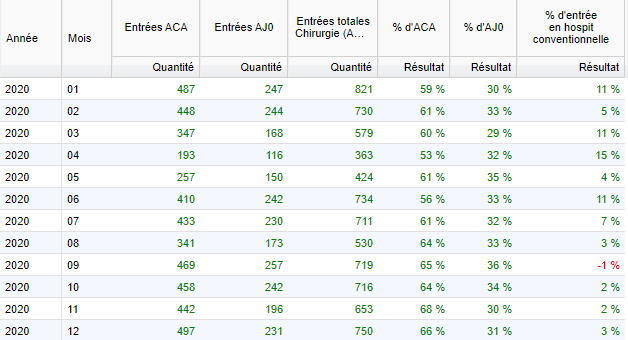 Année Mois Entrées ACA Entrées AJ0 Entrées totales Chirurgie (A... % d'ACA % d'AJ0 % d'entrée en hospit conventionnelle
Quantité Quantité Quantité Résultat Résultat Résultat
2020 01 487 247 821 59 % 30 % 11 %
2020 02 448 244 730 61 % 33 % 5 %
2020 03 347 168 579 60 % 29 % 11 %
2020 04 193 116 363 53 % 32 % 15 %
2020 05 257 150 424 61 % 35 % 4 %
2020 06 410 242 734 56 % 33 % 11 %
2020 07 433 230 711 61 % 32 % 7 %
2020 08 341 173 530 64 % 33 % 3 %
2020 09 469 257 719 65 % 36 % -1 %
2020 10 458 242 716 64 % 34 % 2 %
2020 11 442 196 653 68 % 30 % 2 %
2020 12 497 231 750 66 % 31 % 3 %